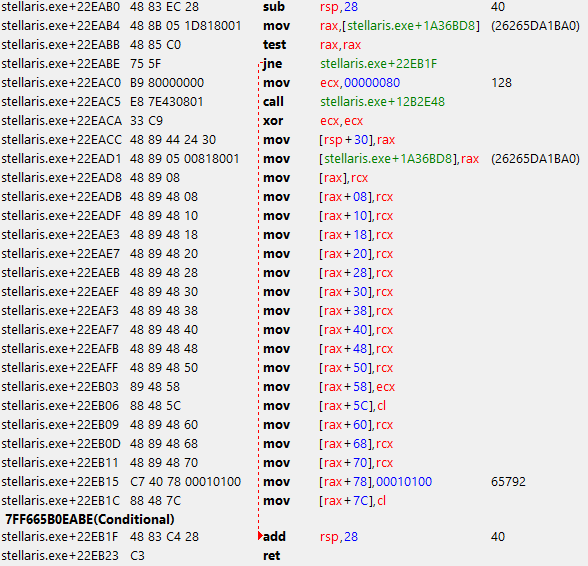 stellaris.exe+22EAB0 48 83 EC 28 sub rsp,28 40
stellaris.exe+22EAB4 48 8B 05 1D818001 mov rax,[stellaris.exe+1A36BD8] (26265DA1BA0)
stellaris.exe+22EABB 48 85 C0 test rax,rax
stellaris.exe+22EABE 75 5F jne stellaris.exe+22EB1F
stellaris.exe+22EAC0 B9 80000000 mov ecx,00000080 128
stellaris.exe+22EAC5 E8 7E430801 call stellaris.exe+12B2E48
stellaris.exe+22EACA 33 C9 xor ecx,ecx
stellaris.exe+22EACC 48 89 44 24 30 mov [rsp+30],rax
stellaris.exe+22EAD1 48 89 05 00818001 mov [stellaris.exe+1A36BD8],rax (26265DA1BA0)
stellaris.exe+22EAD8 48 89 08 mov [rax],rcx
stellaris.exe+22EADB 48 89 48 08 mov [rax+08],rcx
stellaris.exe+22EADF 48 89 48 10 mov [rax+10],rcx
stellaris.exe+22EAE3 48 89 48 18 mov [rax+18],rcx
stellaris.exe+22EAE7 48 89 48 20 mov [rax+20],rcx
stellaris.exe+22EAEB 48 89 48 28 mov [rax+28],rcx
stellaris.exe+22EAEF 48 89 48 30 mov [rax+30],rcx
stellaris.exe+22EAF3 48 89 48 38 mov [rax+38],rcx
stellaris.exe+22EAF7 48 89 48 40 mov [rax+40],rcx
stellaris.exe+22EAFB 48 89 48 48 mov [rax+48],rcx
stellaris.exe+22EAFF 48 89 48 50 mov [rax+50],rcx
stellaris.exe+22EB03 89 48 58 mov [rax+58],ecx
stellaris.exe+22EB06 88 48 5C mov [rax+5C],cl
stellaris.exe+22EB09 48 89 48 60 mov [rax+60],rcx
stellaris.exe+22EB0D 48 89 48 68 mov [rax+68],rcx
stellaris.exe+22EB11 48 89 48 70 mov [rax+70],rcx
stellaris.exe+22EB15 C7 40 78 00010100 mov [rax+78],00010100 65792
stellaris.exe+22EB1C 88 48 7C mov [rax+7C],cl
7FF665B0EABE(Conditional)
stellaris.exe+22EB1F 48 83 C4 28 add rsp,28 40
stellaris.exe+22EB23 C3 ret